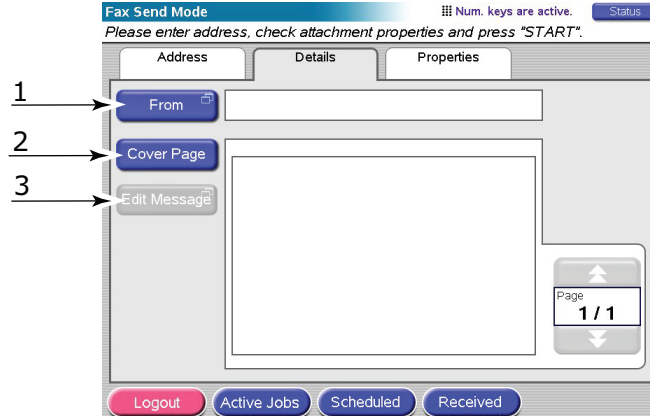 Fax Send Mode
Num. keys are active.
Status
Please enter address, check attachment properties and press "START".
Address
Details
Properties
1
From
2
Cover Page
3
Edit Message
Page
1 / 1
Logout
Active Jobs
Scheduled
Received